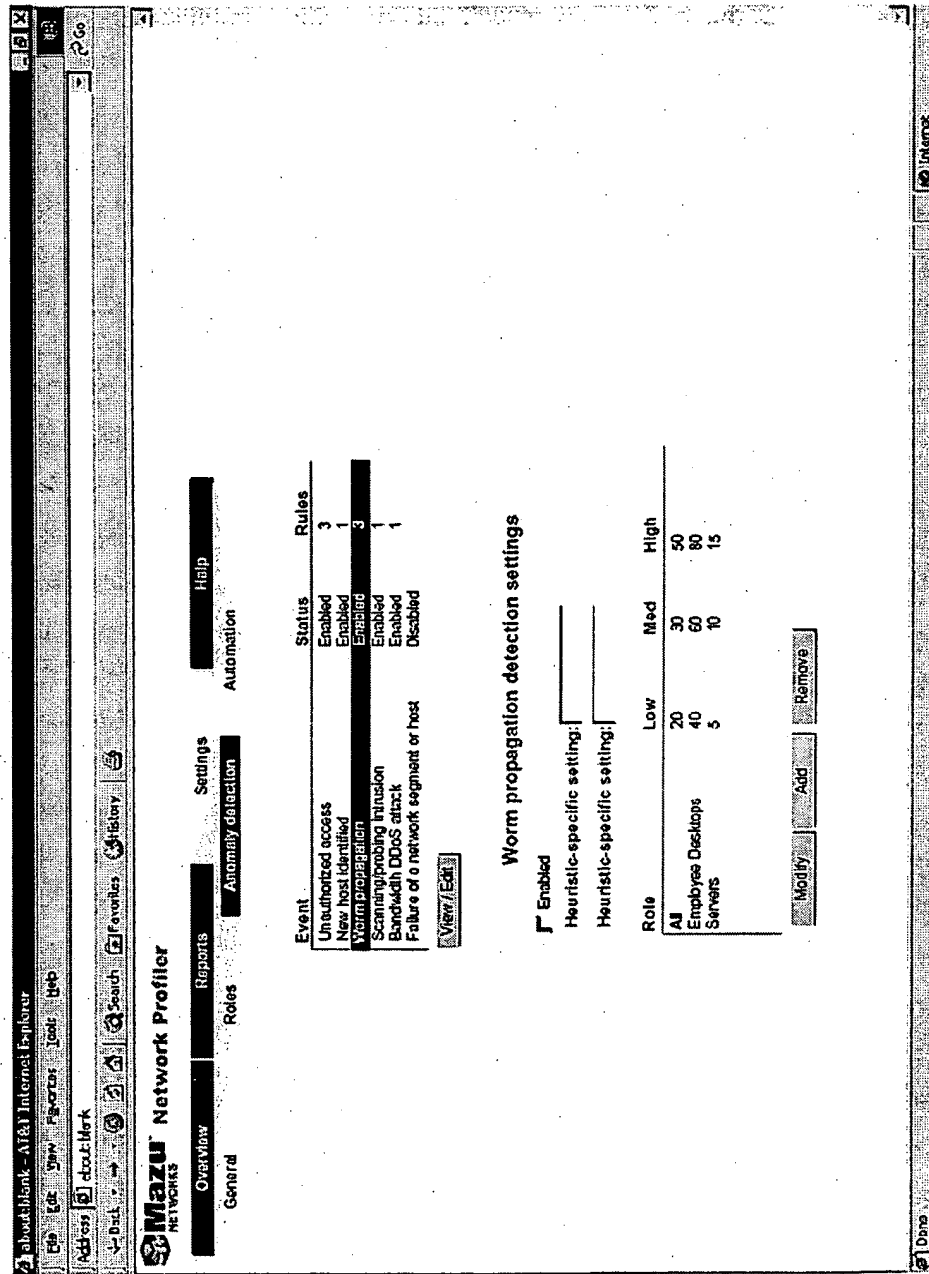 about:blank - AT&T Internet Explorer
File Edit View Favorites Tools Help
Address about:blank Go
Back Search Favorites History
Mazu™ Network Profiler
NETWORKS
Overview Reports Settings Help
General Roles Anomaly detection Automation
Event Status Rules
Unauthorized access Enabled 3
New host identified Enabled 1
Worm propagation Enabled 3
Scanning/probing intrusion Enabled 1
Bandwidth DDoS attack Enabled 1
Failure of a network segment or host Disabled
View / Edit
Worm propagation detection settings
Enabled
Heuristic-specific setting:
Heuristic-specific setting:
Role Low Med High
All 20 30 50
Employee Desktops 40 60 80
Servers 5 10 15
Modify Add Remove
Done Internet